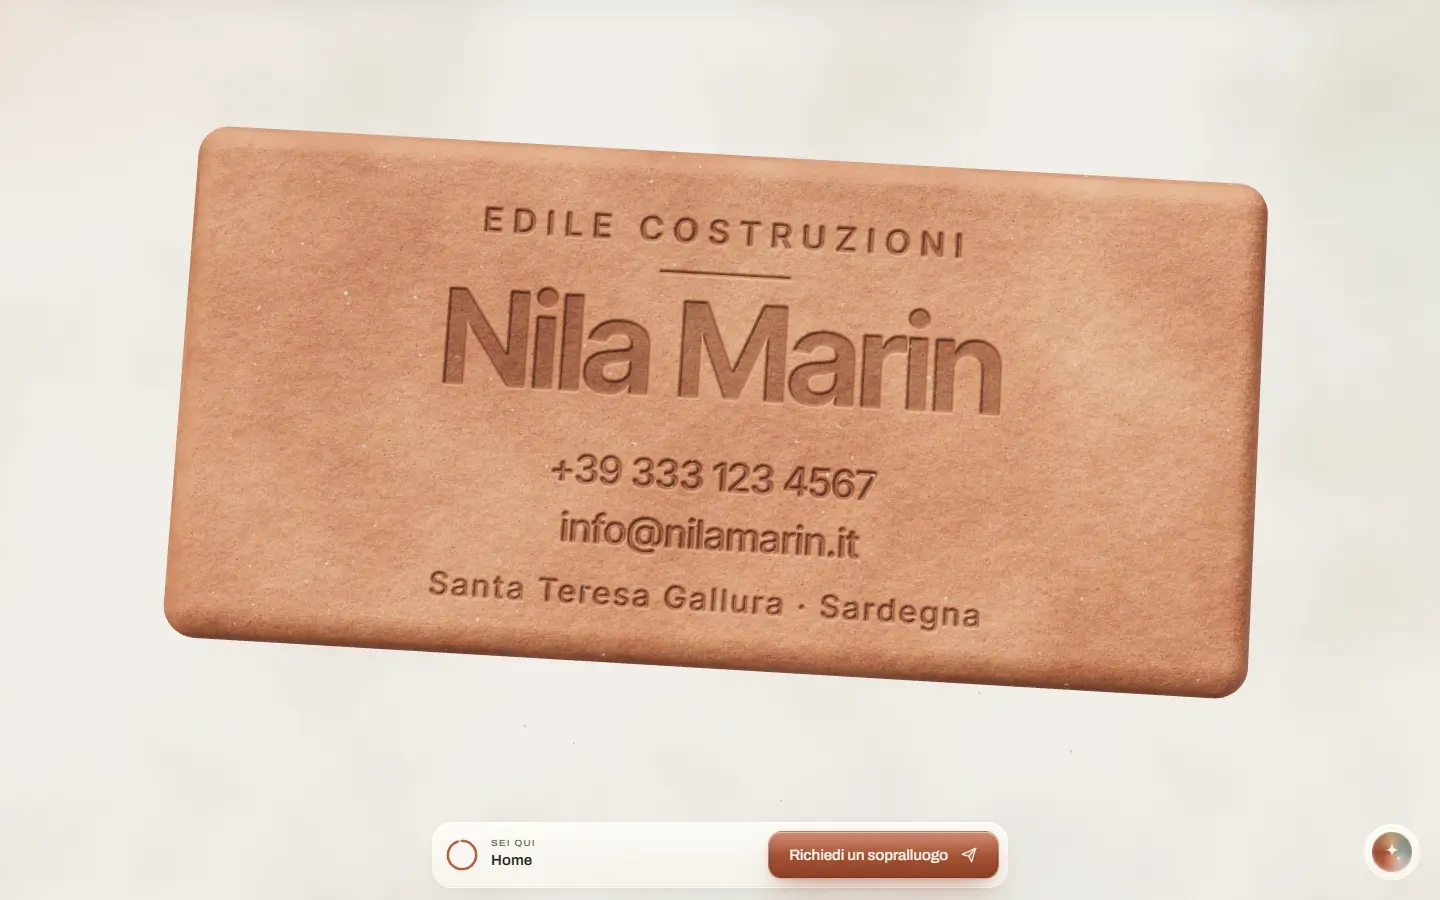 EDILE COSTRUZIONI
Nila Marin
+39 333 123 4567
info@nilamarin.it
Santa Teresa Gallura · Sardegna
SEI QUI
Home
Richiedi un sopralluogo